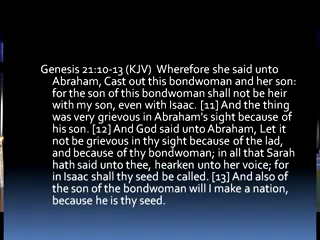 Genesis 21:10-13 (KJV)  Wherefore she said unto
Abraham, Cast out this bondwoman and her son:
for the son of this bondwoman shall not be heir
with my son, even with Isaac. [11] And the thing
was very grievous in Abraham's sight because of
his son. [12] And God said unto Abraham, Let it
not be grievous in thy sight because of the lad,
and because of thy bondwoman; in all that Sarah
hath said unto thee, hearken unto her voice; for
in Isaac shall thy seed be called. [13] And also of
the son of the bondwoman will I make a nation,
because he is thy seed.